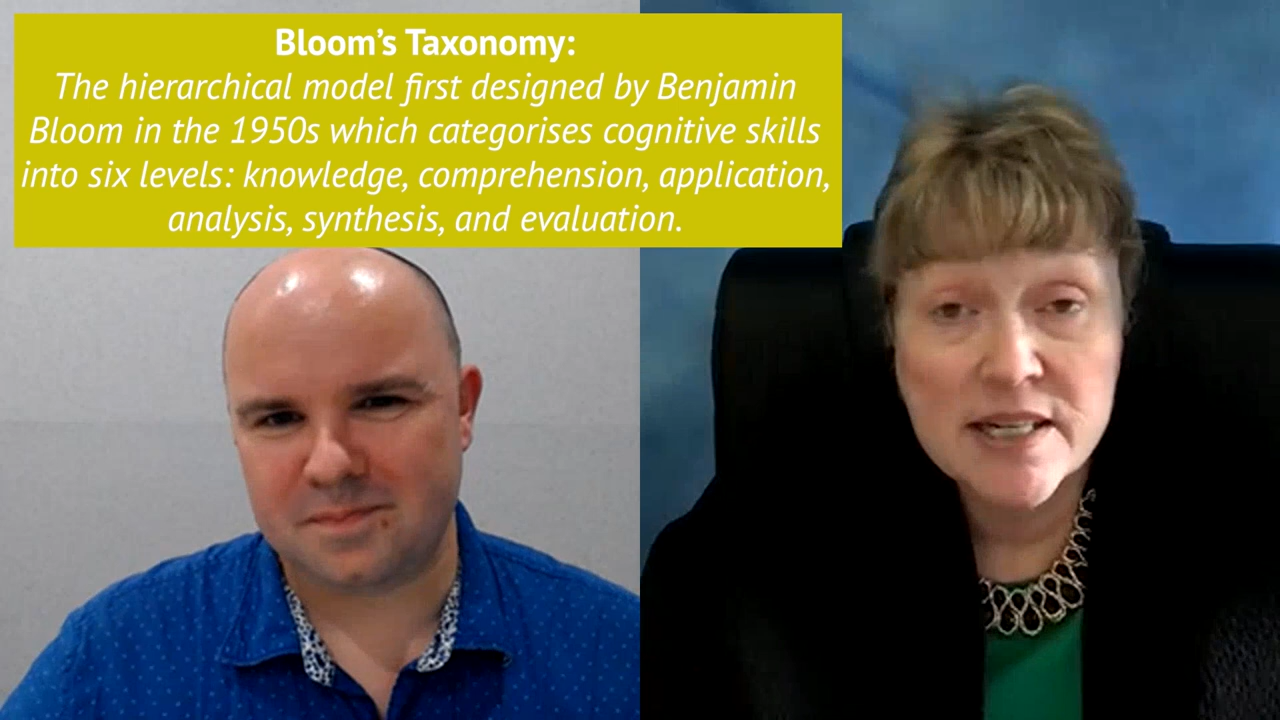 Bloom’s Taxonomy:
The hierarchical model first designed by Benjamin
Bloom in the 1950s which categorises cognitive skills
into six levels: knowledge, comprehension, application,
analysis, synthesis, and evaluation.